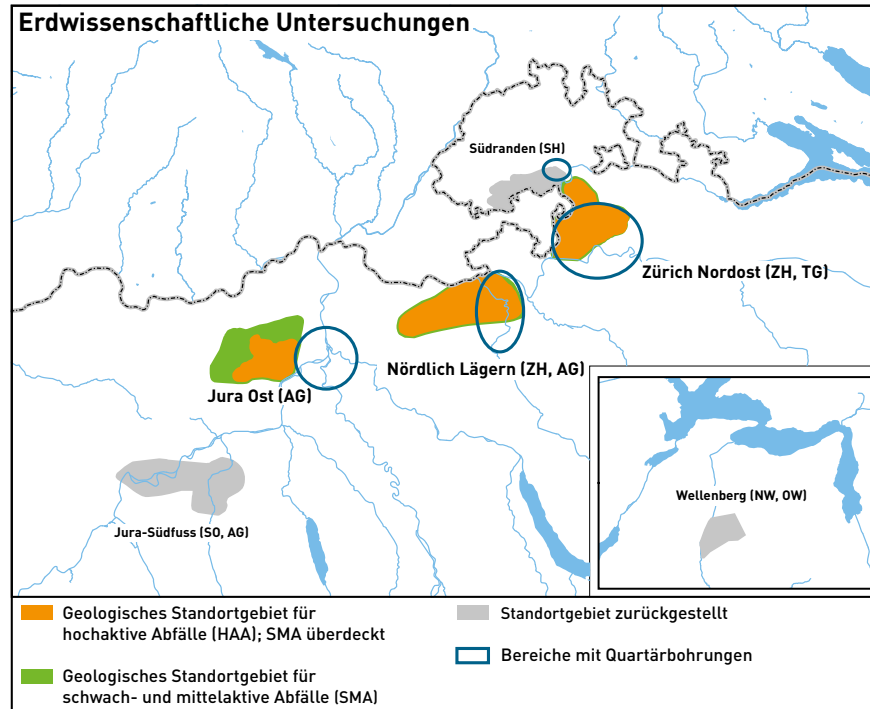 Erdwissenschaftliche Untersuchungen
Südranden (SH)
Zürich Nordost (ZH, TG)
Nördlich Lägern (ZH, AG)
Jura Ost (AG)
Wellenberg (NW, OW)
Jura-Südfuss (SO, AG)
Geologisches Standortgebiet für
hochaktive Abfälle (HAA); SMA überdeckt
Geologisches Standortgebiet für
schwach- und mittelaktive Abfälle (SMA)
Standortgebiet zurückgestellt
Bereiche mit Quartärbohrungen